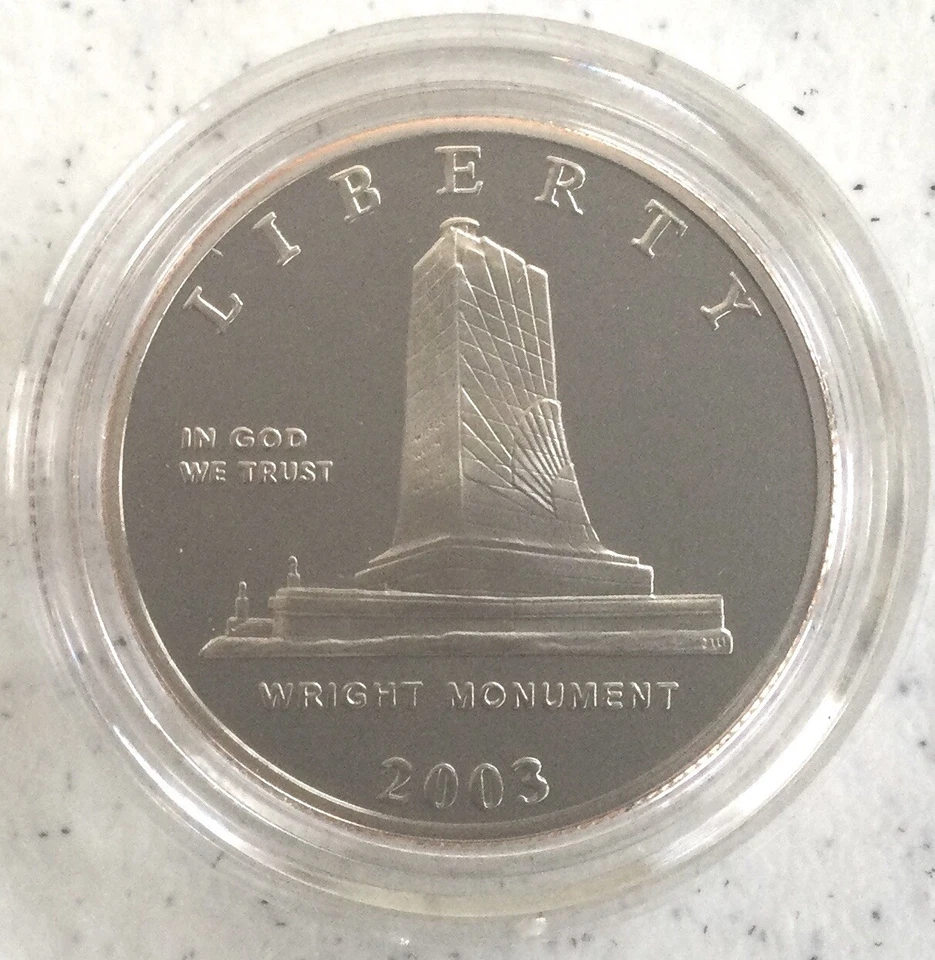 LIBERTY
IN GOD
WE TRUST
WRIGHT MONUMENT
2003